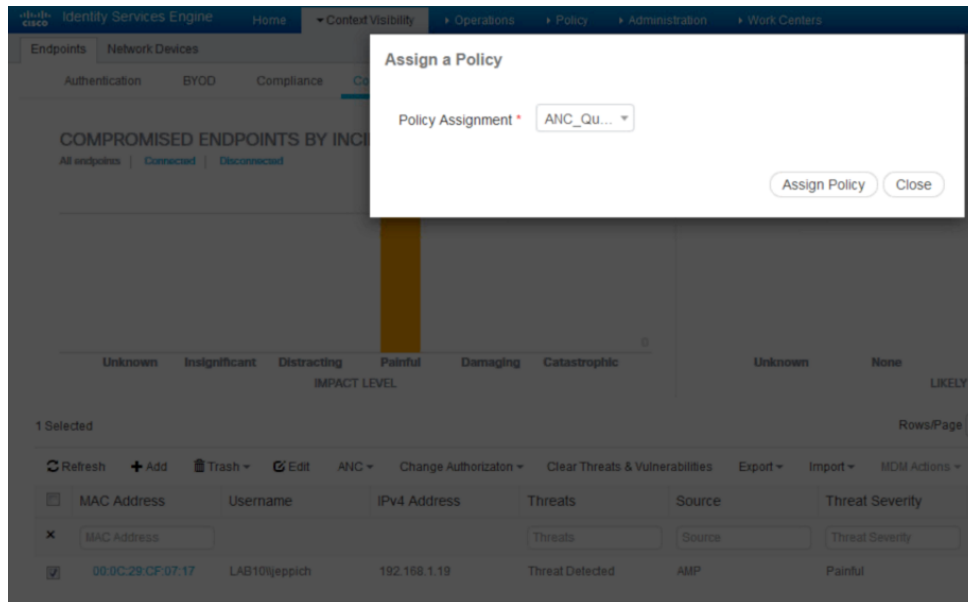 cisco Identity Services Engine Home Context Visibility Operations Policy Administration Work Centers
Endpoints Network Devices
Authentication BYOD Compliance Co
Assign a Policy
Policy Assignment * ANC_Qu...
Assign Policy Close
COMPROMISED ENDPOINTS BY INCI
All endpoints | Connected | Disconnected
0
Unknown Insignificant Distracting Painful Damaging Catastrophic Unknown None
IMPACT LEVEL LIKELY
1 Selected Rows/Page
Refresh Add Trash Edit ANC Change Authorizaton Clear Threats & Vulnerabilities Export Import MDM Actions
MAC Address Username IPv4 Address Threats Source Threat Severity
× MAC Address Threats Source Threat Severity
00:0C:29:CF:07:17 LAB10\ljeppich 192.168.1.19 Threat Detected AMP Painful